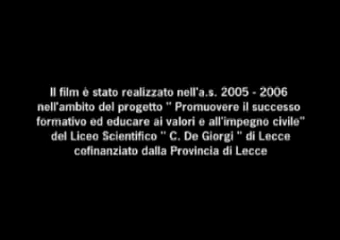 Il film è stato realizzato nell'a.s. 2005 - 2006
nell'ambito del progetto " Promuovere il successo
formativo ed educare ai valori e all'impegno civile"
del Liceo Scientifico " C. De Giorgi " di Lecce
cofinanziato dalla Provincia di Lecce